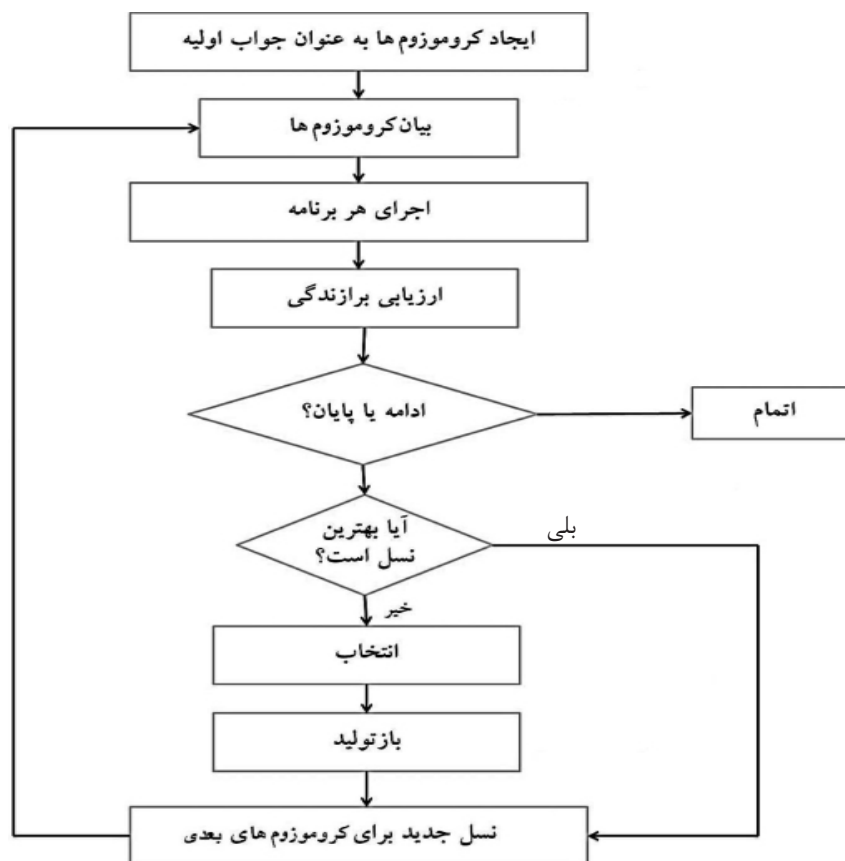 ایجاد کروموزوم ها به عنوان جواب اولیه
بیان کروموزوم ها
اجرای هر برنامه
ارزیابی برازندگی
ادامه یا پایان؟
اتمام
آیا بهترین
نسل است؟
بلی
خیر
انتخاب
بازتولید
نسل جدید برای کروموزوم های بعدی